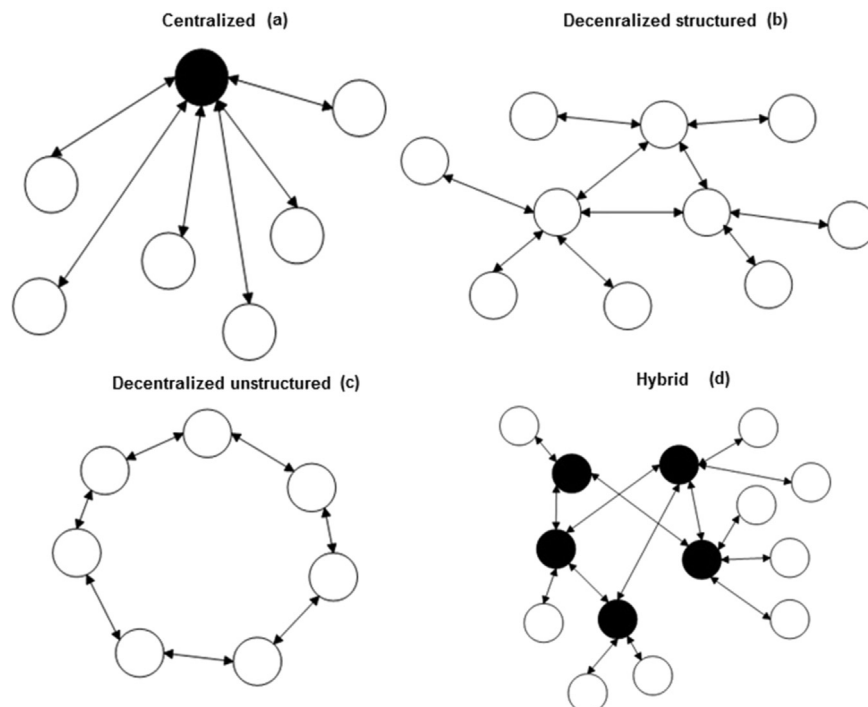 Centralized (a)
Decenralized structured (b)
Decentralized unstructured (c)
Hybrid (d)